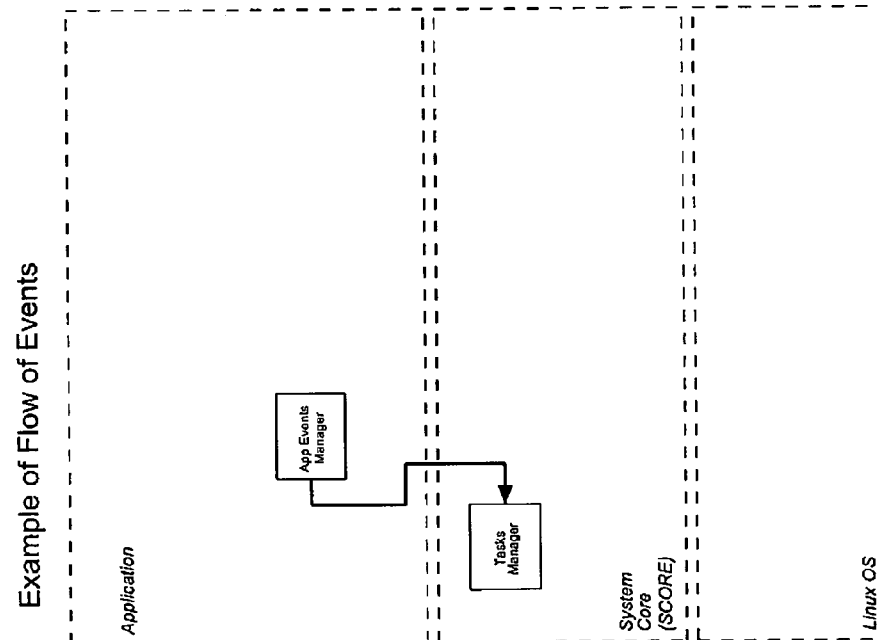 Example of Flow of Events
Application
App Events
Manager
Tasks
Manager
System
Core
(SCORE)
Linux OS